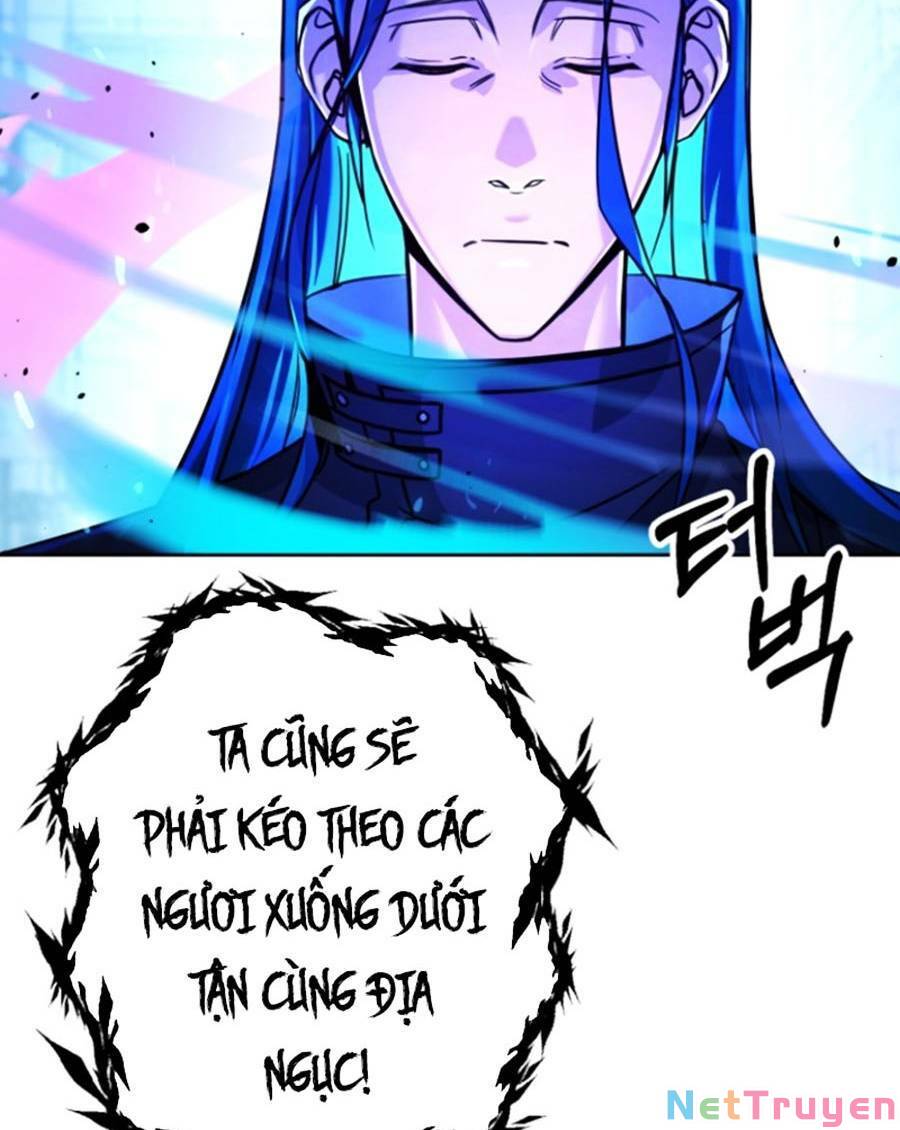 터
벅
TA CŨNG SẼ
PHẢI KÉO THEO CÁC
NGƯƠI XUỐNG DƯỚI
TẬN CÙNG ĐỊA
NGỤC!
NetTruyen